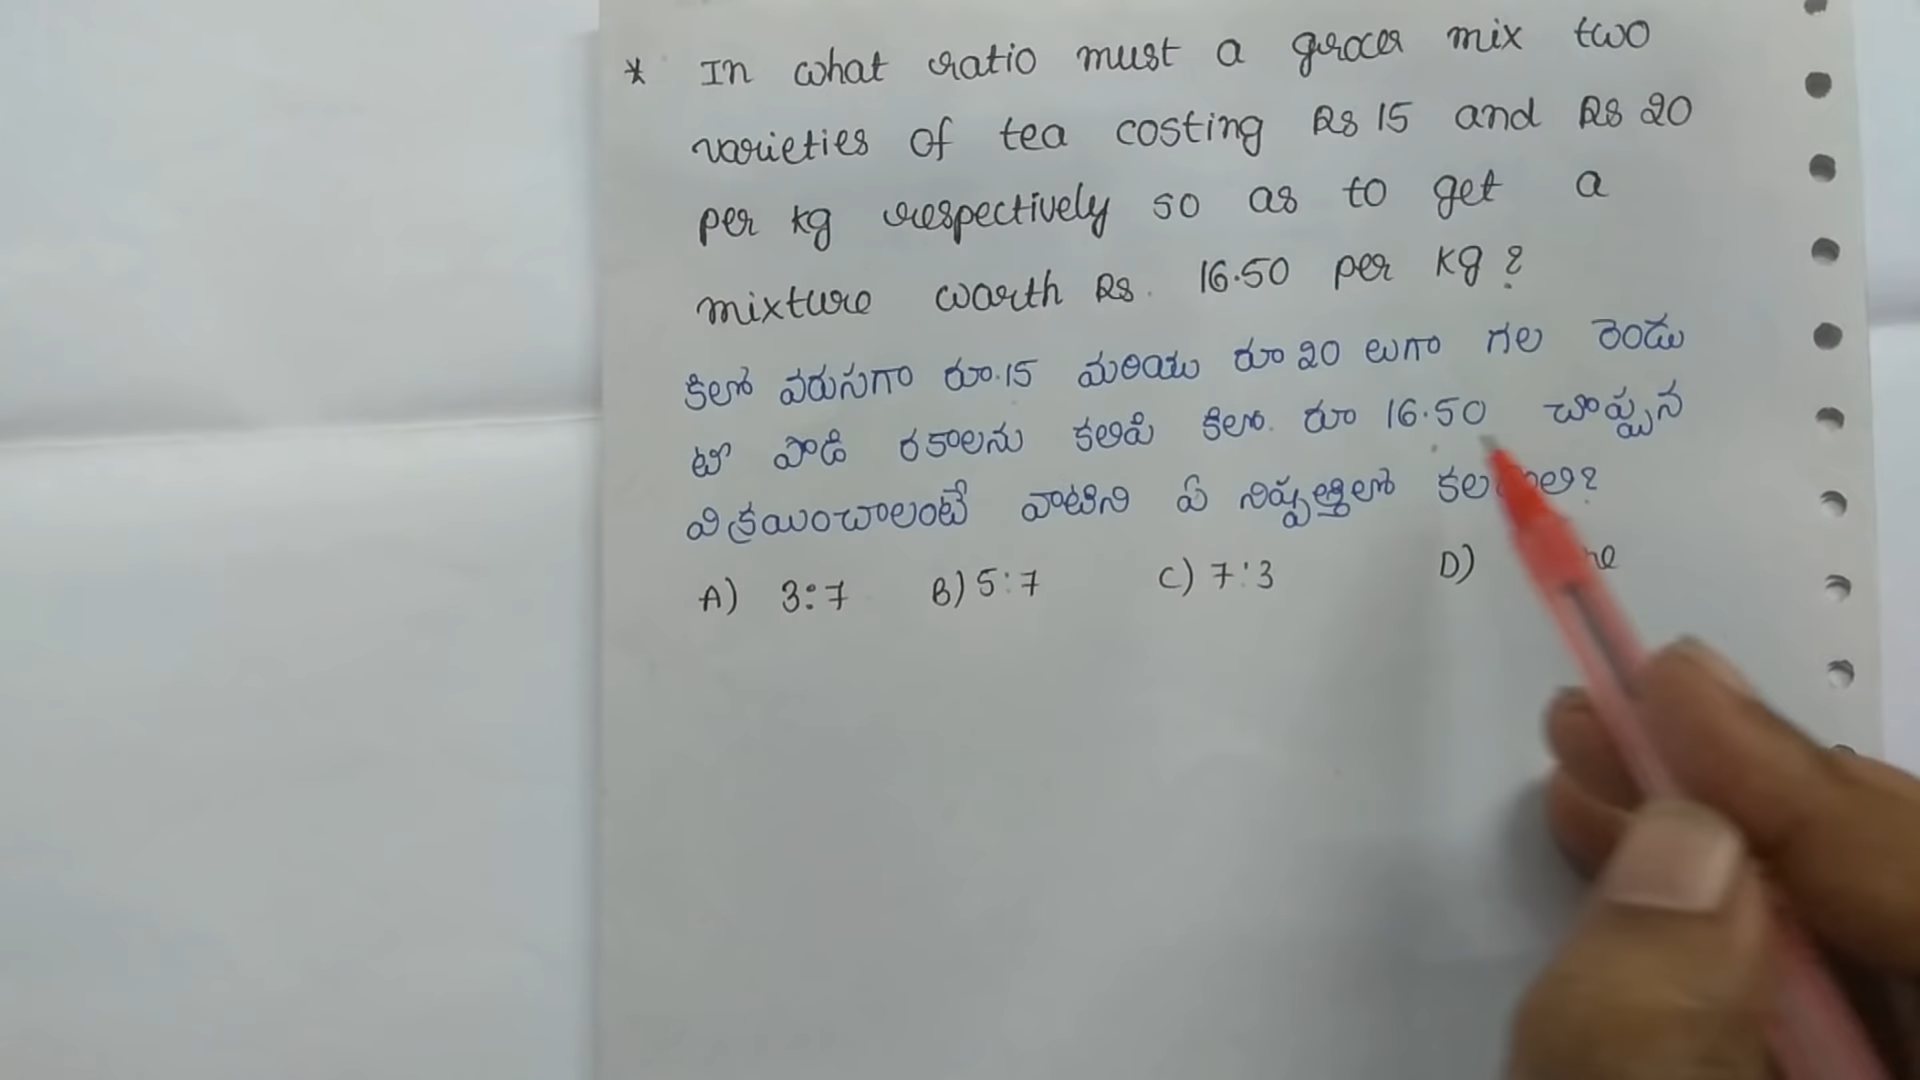 * In what ratio must a grocer mix two
varieties of tea costing Rs 15 and Rs 20
per kg respectively so as to get a
mixture warth Rs. 16.50 per kg?
కిలో వరుసగా రూ.15 మరియు రూ 20 లుగా గల రెండు
టీ పొడి రకాలను కలిపి కిలో. రూ 16.50 చొప్పున
విక్రయించాలంటే వాటిని ఏ నిష్పత్తిలో
A) 3:7 B) 5:7 C) 7:3 D)